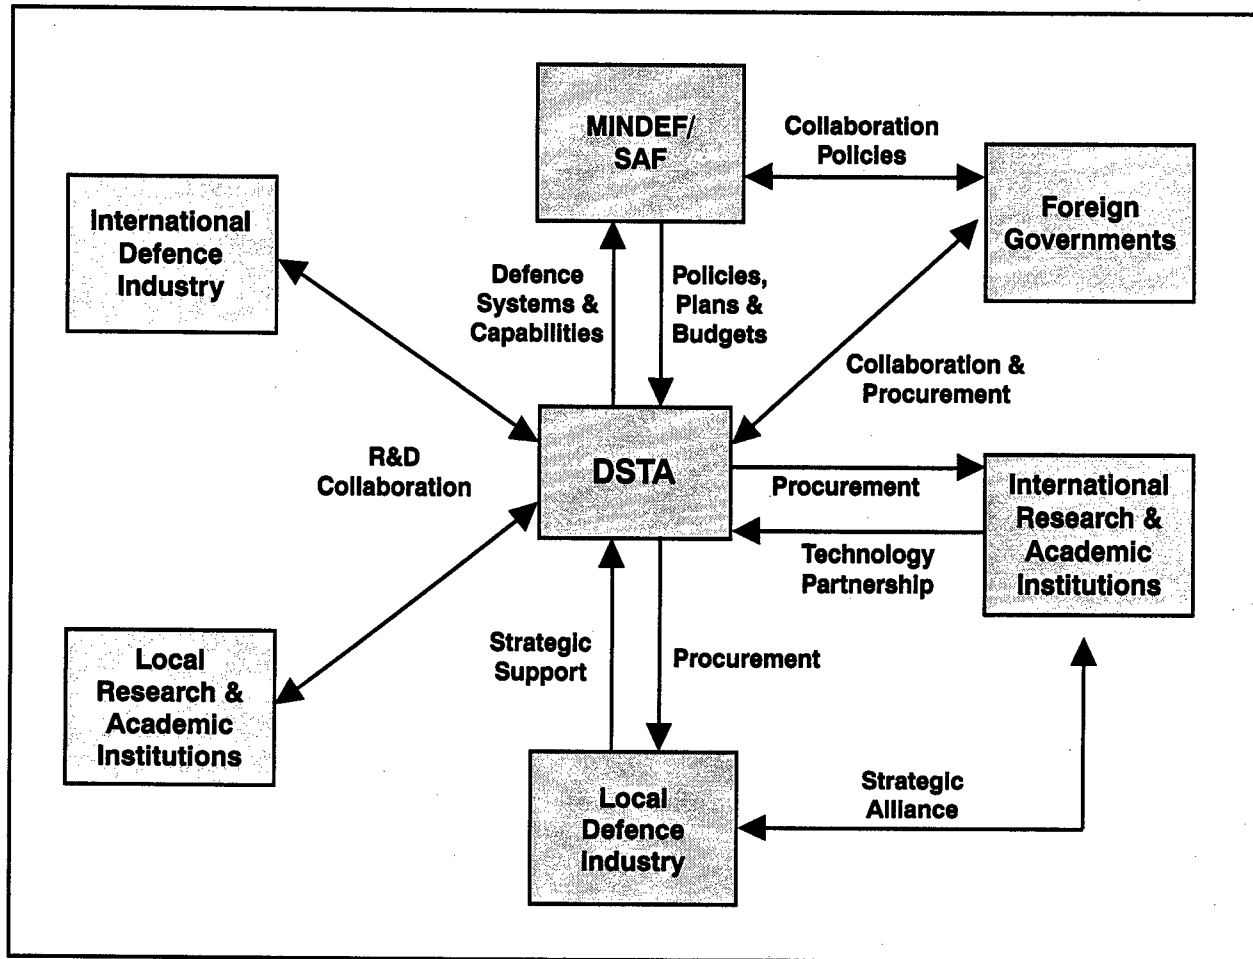 MINDEF/
SAF
Collaboration
Policies
Foreign
Governments
International
Defence
Industry
Defence
Systems &
Capabilities
Policies,
Plans &
Budgets
Collaboration &
Procurement
R&D
Collaboration
DSTA
Procurement
Technology
Partnership
International
Research &
Academic
Institutions
Strategic
Support
Procurement
Local
Research &
Academic
Institutions
Local
Defence
Industry
Strategic
Alliance